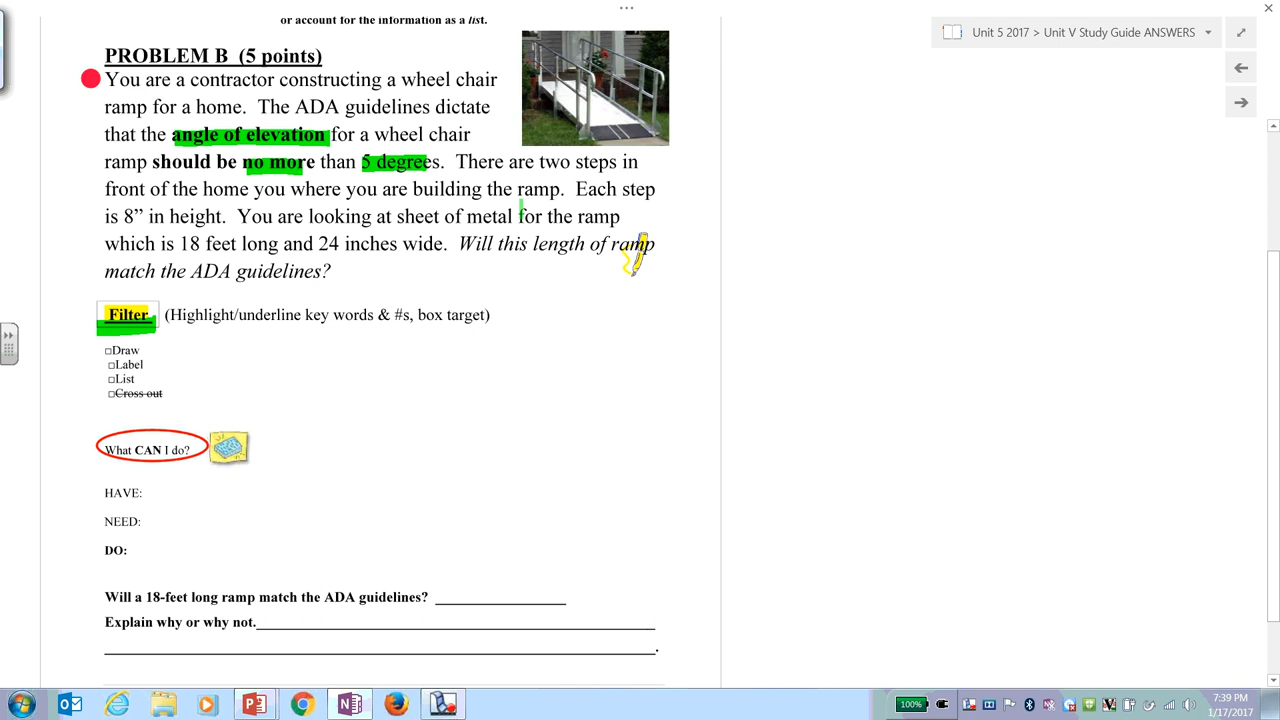 or account for the information as a list.
Unit 5 2017 > Unit V Study Guide ANSWERS
PROBLEM B (5 points)
You are a contractor constructing a wheel chair
ramp for a home. The ADA guidelines dictate
that the angle of elevation for a wheel chair
ramp should be no more than 5 degrees. There are two steps in
front of the home you where you are building the ramp. Each step
is 8” in height. You are looking at sheet of metal for the ramp
which is 18 feet long and 24 inches wide. Will this length of ramp
match the ADA guidelines?
Filter (Highlight/underline key words & #s, box target)
□Draw
□Label
□List
□Cross out
What CAN I do?
HAVE:
NEED:
DO:
Will a 18-feet long ramp match the ADA guidelines? ____________
Explain why or why not.____________
____________.
100%
7:39 PM
1/17/2017